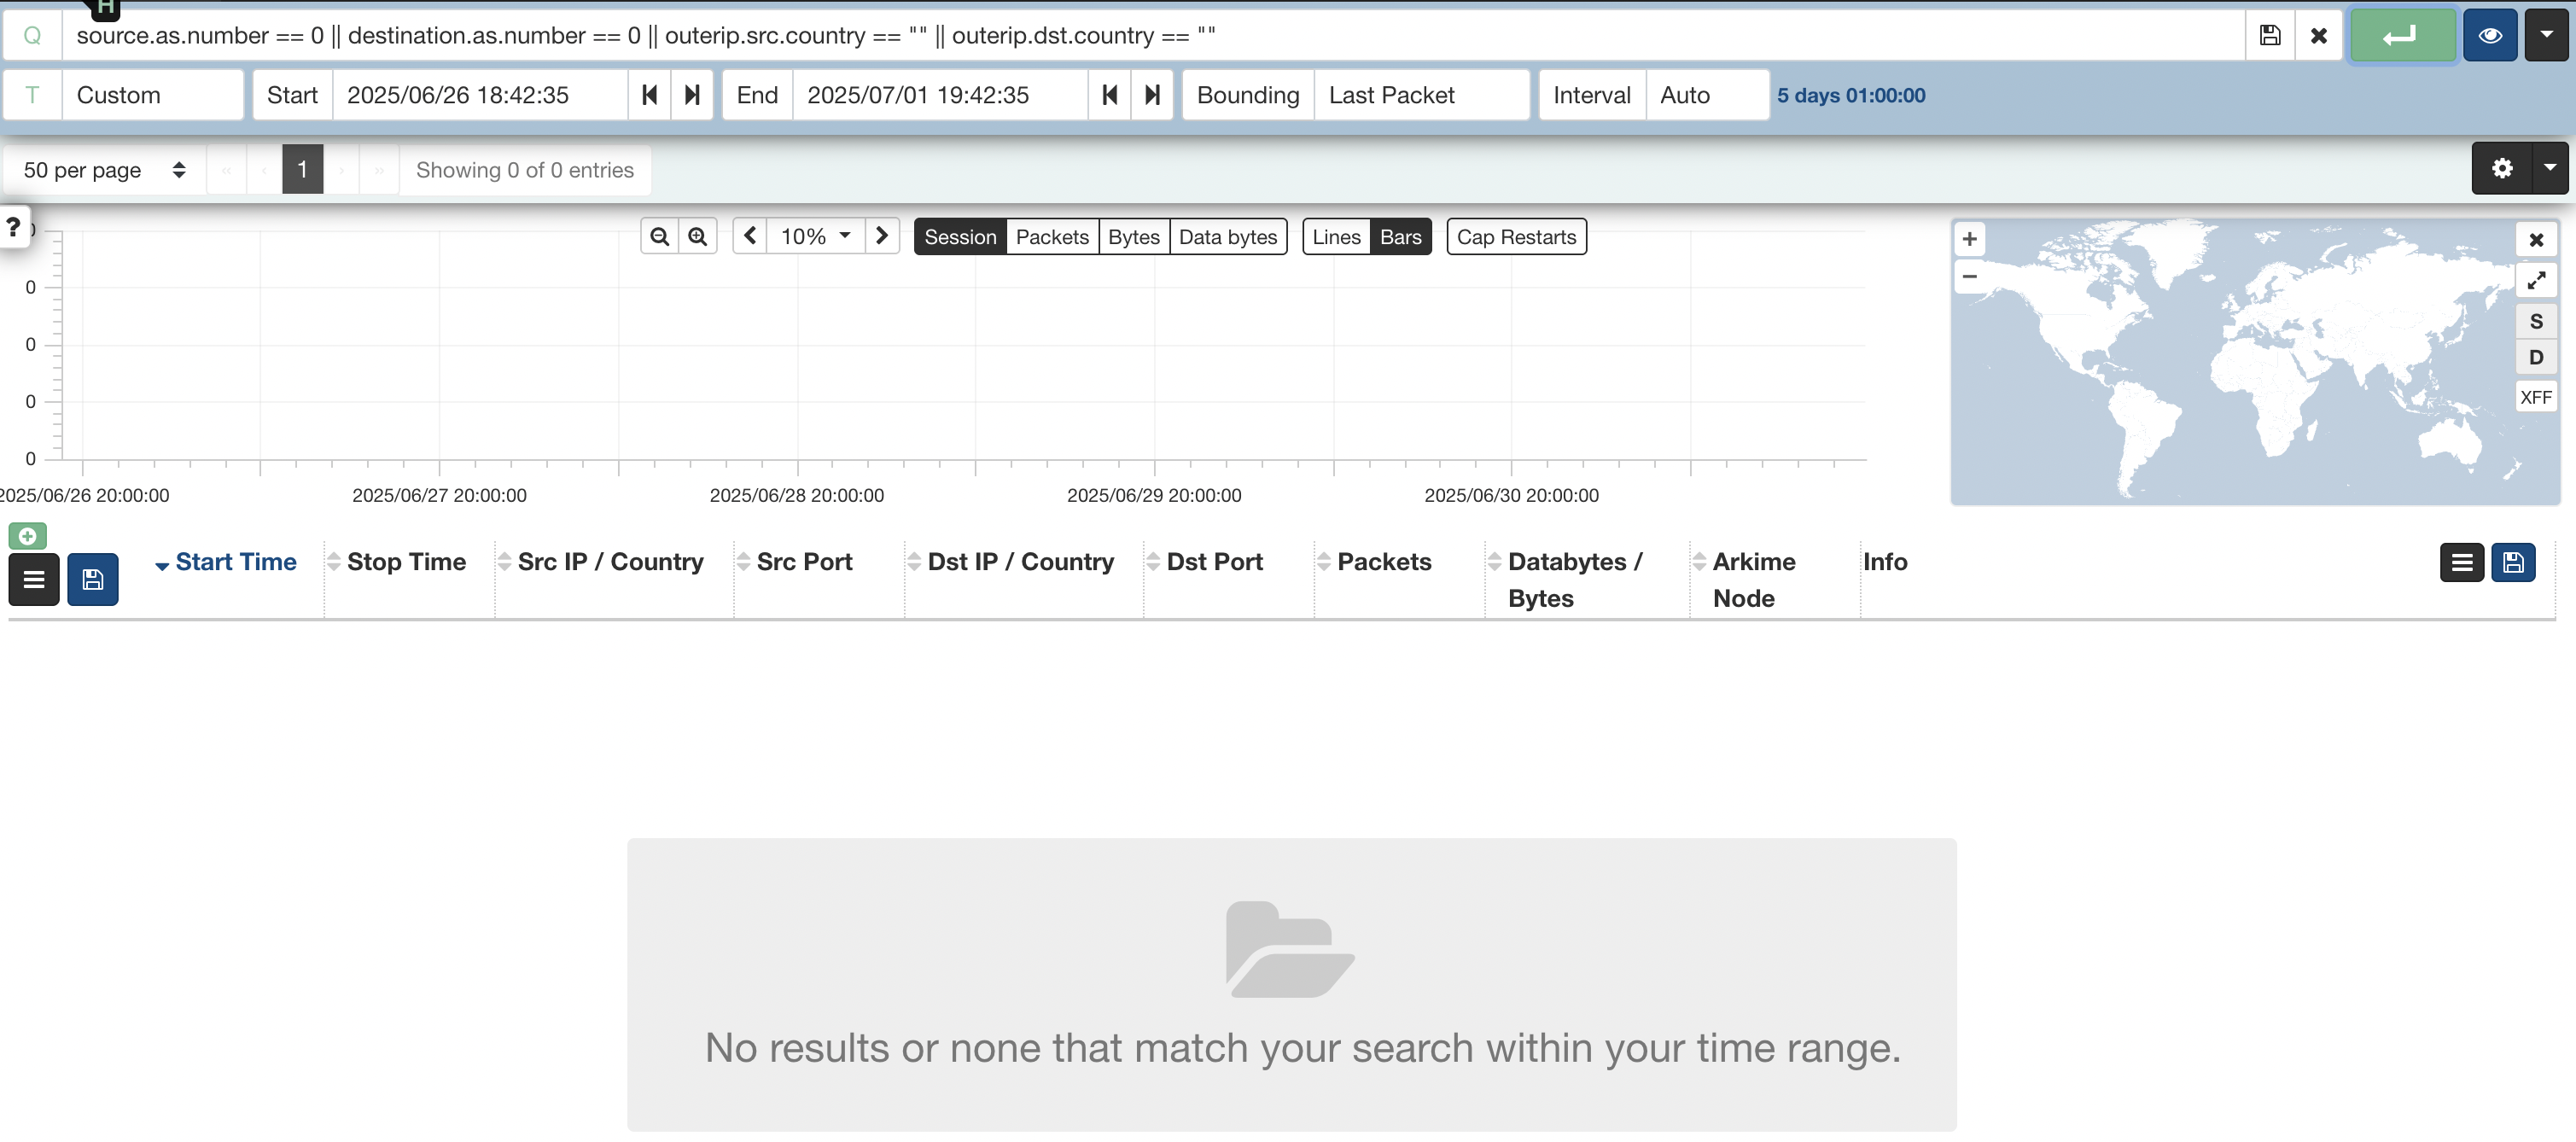 H
Q source.as.number == 0 || destination.as.number == 0 || outerip.src.country == "" || outerip.dst.country == ""
T Custom Start 2025/06/26 18:42:35 End 2025/07/01 19:42:35 Bounding Last Packet Interval Auto 5 days 01:00:00
50 per page « ‹ 1 › » Showing 0 of 0 entries
? 0
10% Session Packets Bytes Data bytes Lines Bars Cap Restarts
+
−
S
D
XFF
0
0
0
0
2025/06/26 20:00:00 2025/06/27 20:00:00 2025/06/28 20:00:00 2025/06/29 20:00:00 2025/06/30 20:00:00
Start Time Stop Time Src IP / Country Src Port Dst IP / Country Dst Port Packets Databytes / Arkime Info
Bytes Node
No results or none that match your search within your time range.